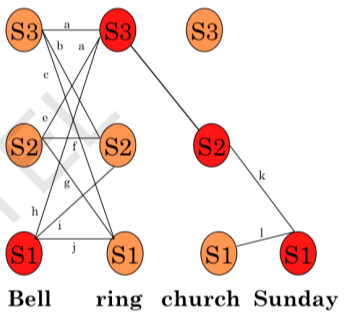 S3 a S3 S3
b a
c
e
S2 f S2 S2
k
g
h
i l
S1 j S1 S1 S1
Bell ring church Sunday